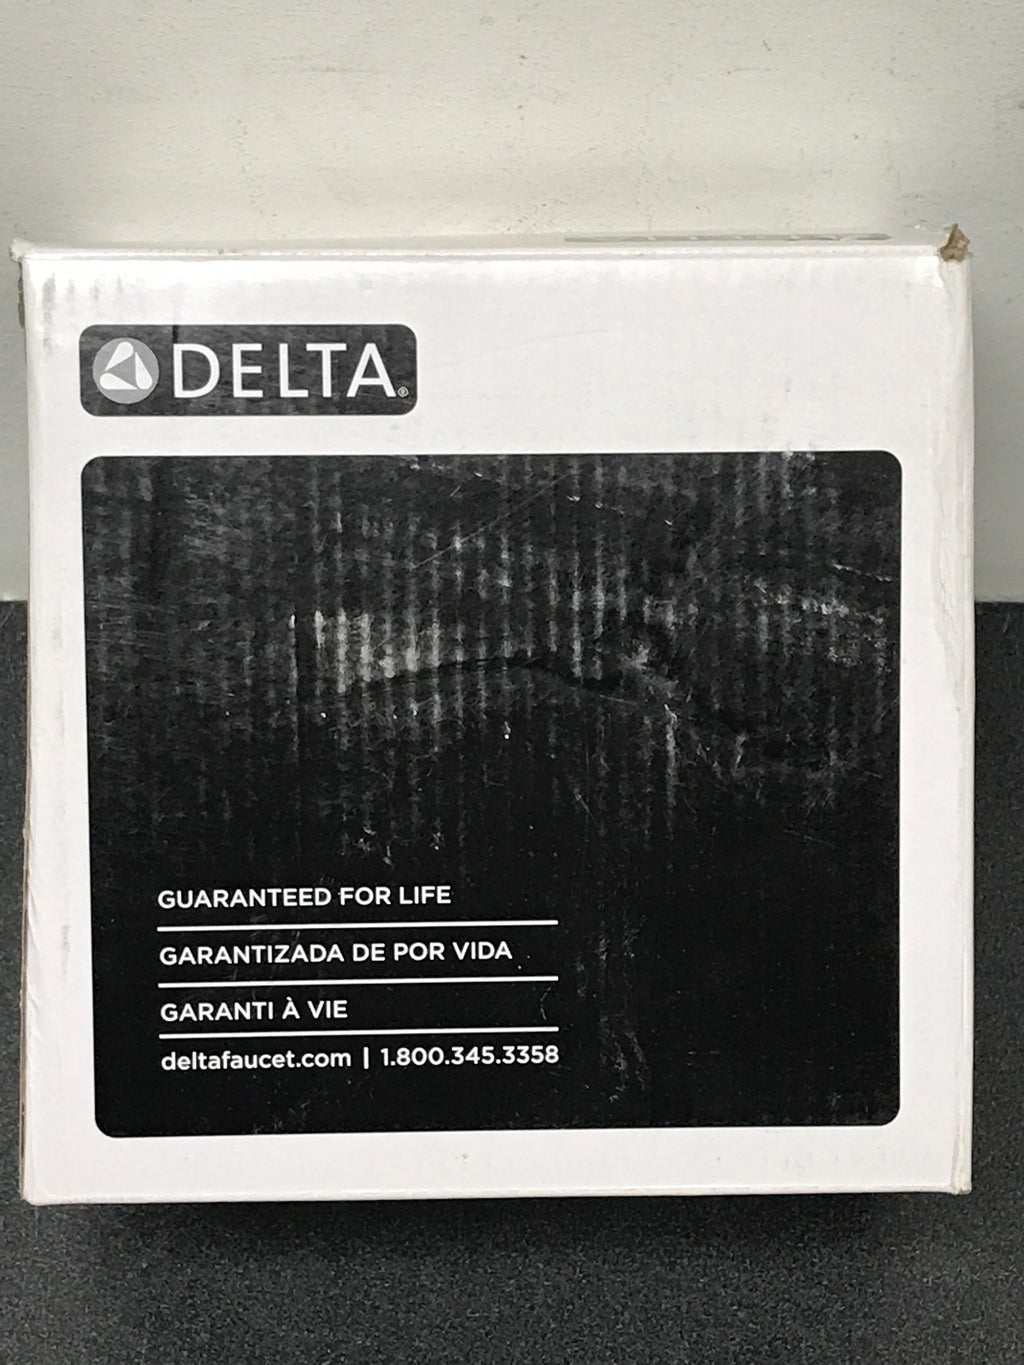 DELTA®
GUARANTEED FOR LIFE
GARANTIZADA DE POR VIDA
GARANTI À VIE
deltafaucet.com | 1.800.345.3358